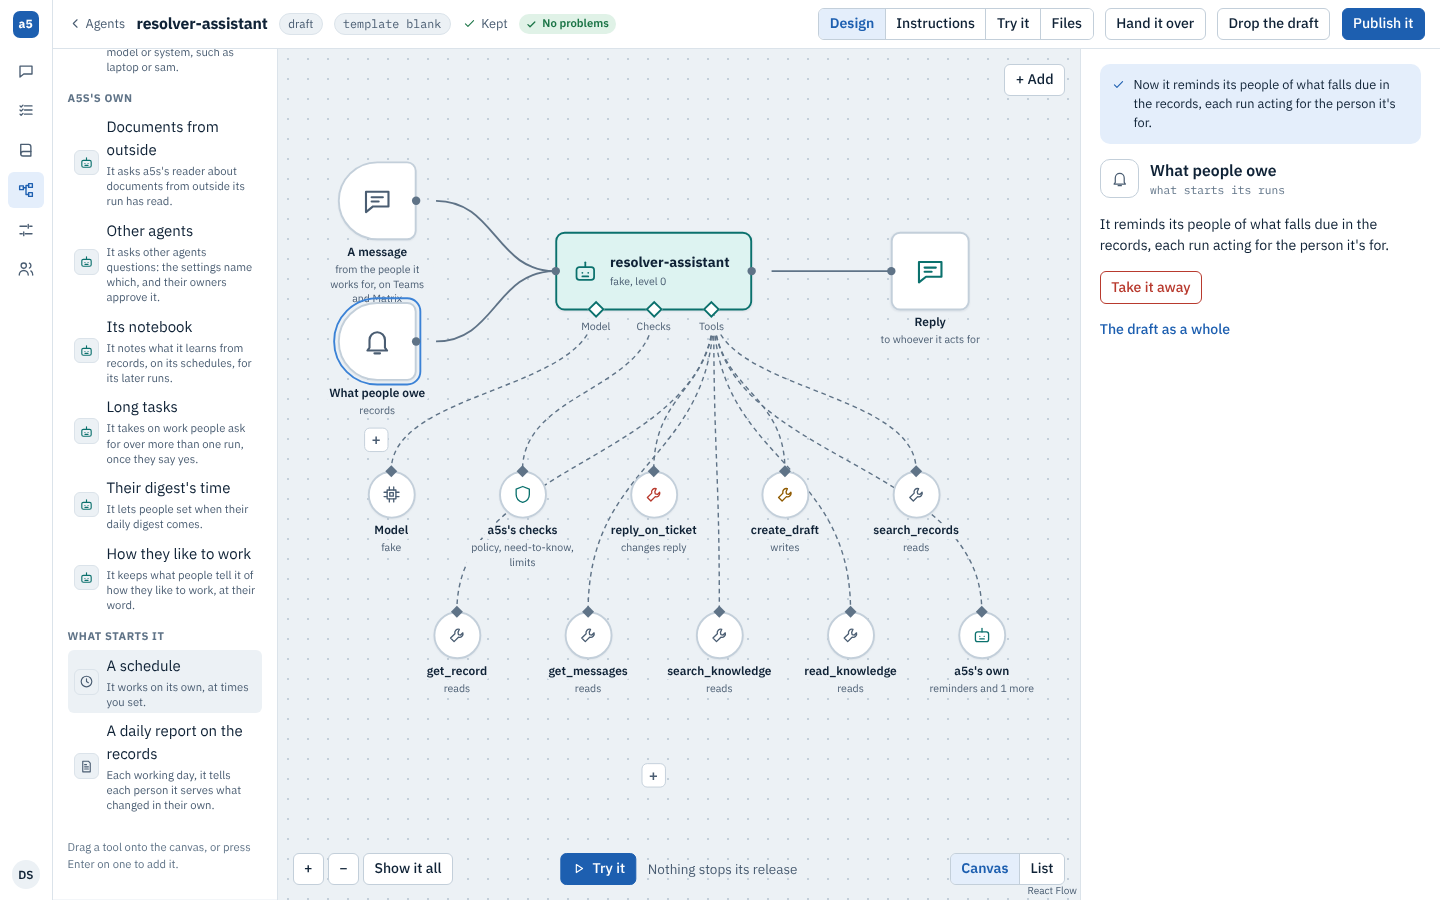 a5
Agents
resolver-assistant
draft
template blank
Kept
No problems
Design
Instructions
Try it
Files
Hand it over
Drop the draft
Publish it
model or system, such as
laptop or sam.
A5S'S OWN
Documents from
outside
It asks a5s's reader about
documents from outside its
run has read.
Other agents
It asks other agents
questions: the settings name
which, and their owners
approve it.
Its notebook
It notes what it learns from
records, on its schedules, for
its later runs.
Long tasks
It takes on work people ask
for over more than one run,
once they say yes.
Their digest's time
It lets people set when their
daily digest comes.
How they like to work
It keeps what people tell it of
how they like to work, at their
word.
WHAT STARTS IT
A schedule
It works on its own, at times
you set.
A daily report on the
records
Each working day, it tells
each person it serves what
changed in their own.
Drag a tool onto the canvas, or press
Enter on one to add it.
DS
+ Add
A message
from the people it
works for, on Teams
and Matrix
What people owe
records
+
resolver-assistant
fake, level 0
Model
Checks
Tools
Reply
to whoever it acts for
Model
fake
a5s's checks
policy, need-to-know,
limits
reply_on_ticket
changes reply
create_draft
writes
search_records
reads
get_record
reads
get_messages
reads
search_knowledge
reads
read_knowledge
reads
a5s's own
reminders and 1 more
+
+
−
Show it all
Try it
Nothing stops its release
Canvas
List
React Flow
Now it reminds its people of what falls due in
the records, each run acting for the person it's
for.
What people owe
what starts its runs
It reminds its people of what falls due in the
records, each run acting for the person it's for.
Take it away
The draft as a whole